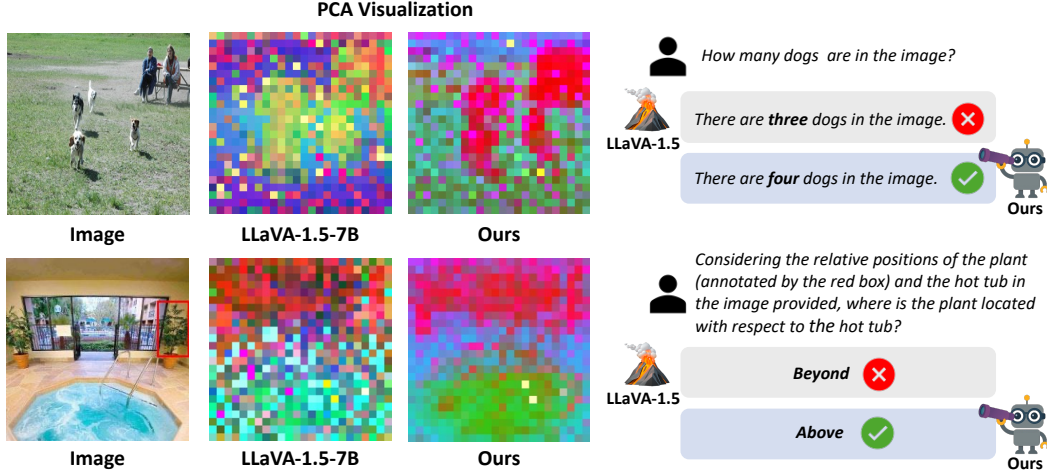 PCA Visualization
Image
LLaVA-1.5-7B
Ours
How many dogs are in the image?
LLaVA-1.5
There are three dogs in the image.
There are four dogs in the image.
Ours
Image
LLaVA-1.5-7B
Ours
Considering the relative positions of the plant
(annotated by the red box) and the hot tub in
the image provided, where is the plant located
with respect to the hot tub?
LLaVA-1.5
Beyond
Above
Ours